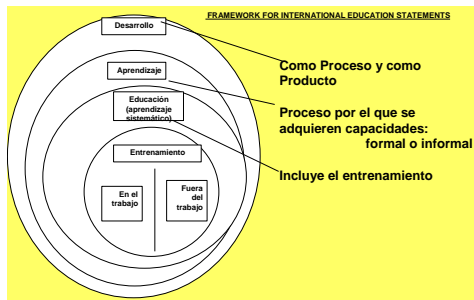 FRAMEWORK FOR INTERNATIONAL EDUCATION STATEMENTS
Desarrollo
Como Proceso y como
Producto
Aprendizaje
Proceso por el que se
adquieren capacidades:
formal o informal
Educación
(aprendizaje
sistemático)
Incluye el entrenamiento
Entrenamiento
En el
trabajo
Fuera
del
trabajo